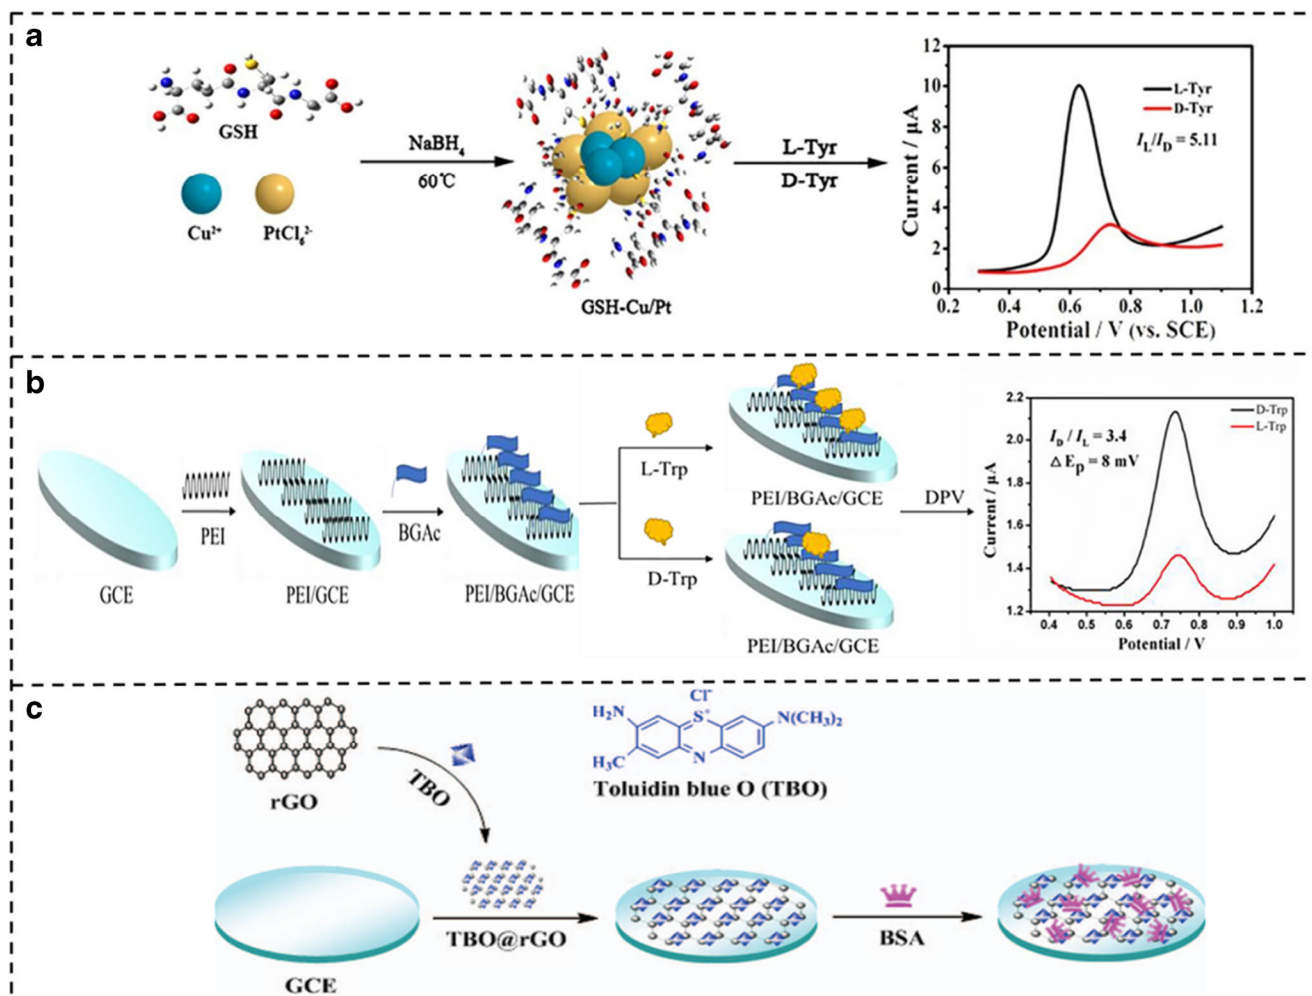 a
GSH
Cu²⁺
PtCl₆²⁻
NaBH₄
60℃
GSH-Cu/Pt
L-Tyr
D-Tyr
12
10
8
6
4
2
0
Current / μA
L-Tyr
D-Tyr
I_L/I_D = 5.11
0.2 0.4 0.6 0.8 1.0 1.2
Potential / V (vs. SCE)
b
GCE
PEI
PEI/GCE
BGAc
PEI/BGAc/GCE
L-Trp
D-Trp
PEI/BGAc/GCE
PEI/BGAc/GCE
DPV
2.2
2.0
1.8
1.6
1.4
1.2
Current / μA
D-Trp
L-Trp
I_D / I_L = 3.4
△ E_p = 8 mV
0.4 0.5 0.6 0.7 0.8 0.9 1.0
Potential / V
c
rGO
TBO
Cl⁻
H₂N
S⁺
N(CH₃)₂
H₃C
N
Toluidin blue O (TBO)
GCE
TBO@rGO
BSA